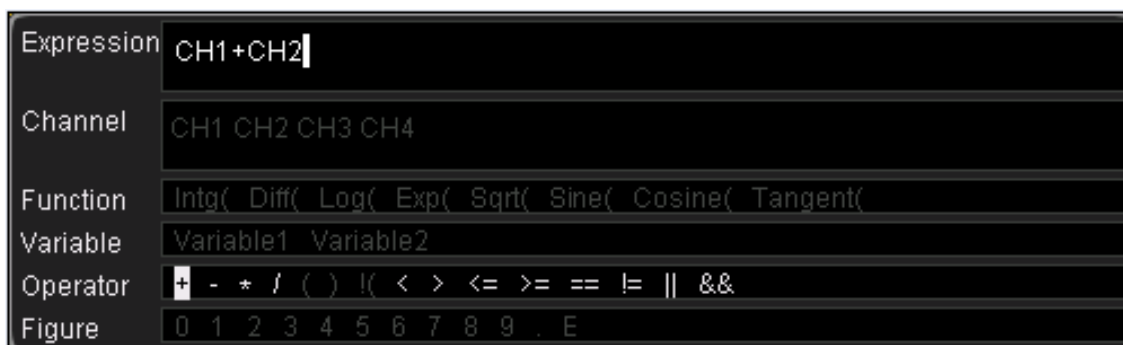 Expression CH1+CH2
Channel CH1 CH2 CH3 CH4
Function Intg( Diff( Log( Exp( Sqrt( Sine( Cosine( Tangent(
Variable Variable1 Variable2
Operator + - * / ( ) !( < > <= >= == != || &&
Figure 0 1 2 3 4 5 6 7 8 9 . E